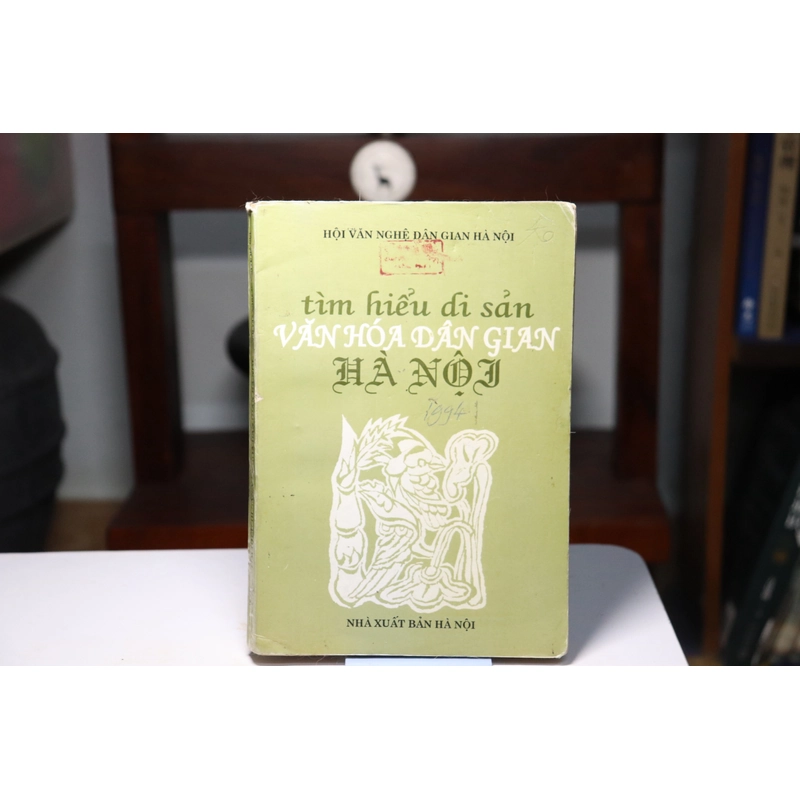 HỘI VĂN NGHỆ DÂN GIAN HÀ NỘI
tìm hiểu di sản
VĂN HÓA DÂN GIAN
HÀ NỘI
1994
NHÀ XUẤT BẢN HÀ NỘI